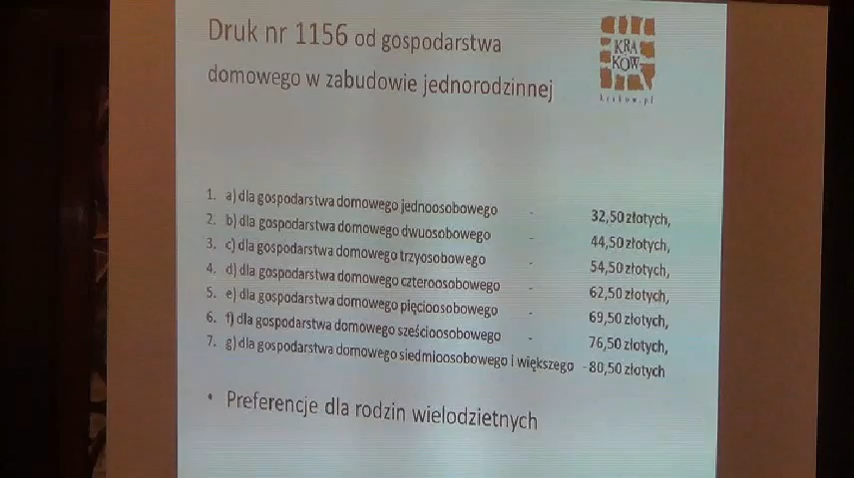 Druk nr 1156 od gospodarstwa
domowego w zabudowie jednorodzinnej
KRA
KOW
krakow.pl
1. a) dla gospodarstwa domowego jednoosobowego - 32,50 złotych,
2. b) dla gospodarstwa domowego dwuosobowego - 44,50 złotych,
3. c) dla gospodarstwa domowego trzyosobowego - 54,50 złotych,
4. d) dla gospodarstwa domowego czteroosobowego - 62,50 złotych,
5. e) dla gospodarstwa domowego pięcioosobowego - 69,50 złotych,
6. f) dla gospodarstwa domowego sześcioosobowego - 76,50 złotych,
7. g) dla gospodarstwa domowego siedmioosobowego i większego - 80,50 złotych
• Preferencje dla rodzin wielodzietnych